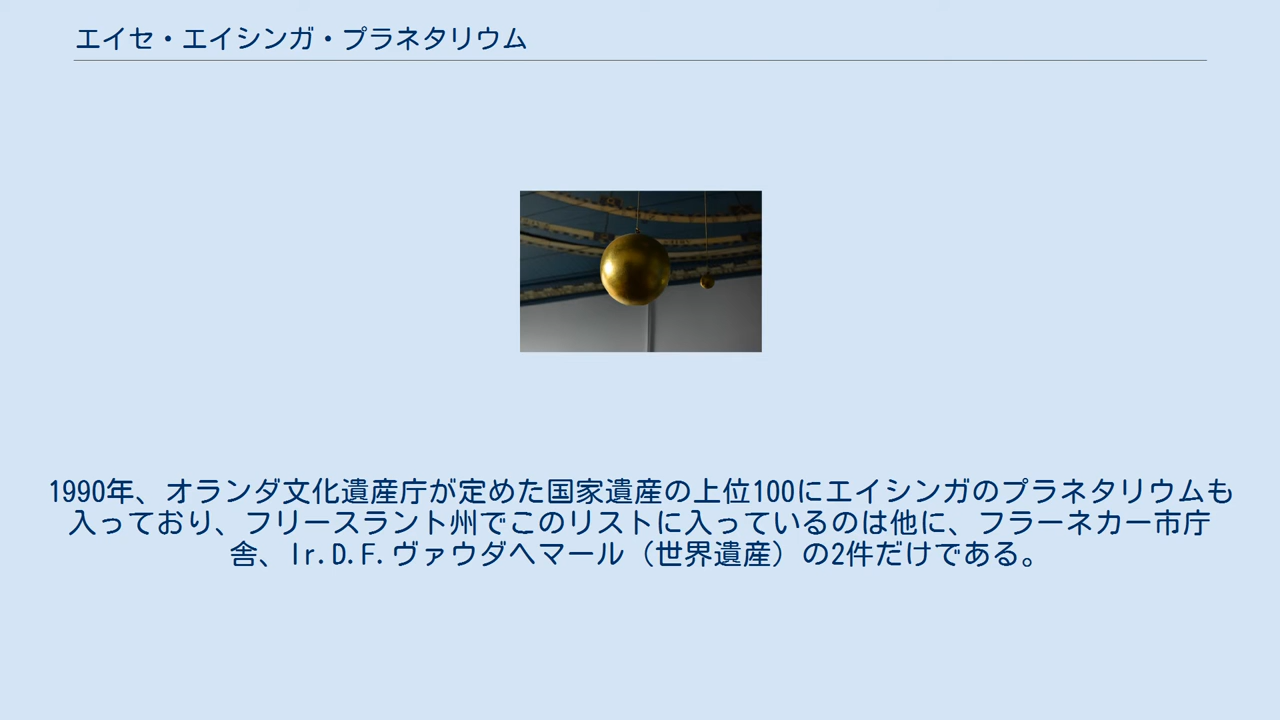 エイセ・エイシンガ・プラネタリウム
1990年、オランダ文化遺産庁が定めた国家遺産の上位100にエイシンガのプラネタリウムも
入っており、フリースラント州でこのリストに入っているのは他に、フラーネカー市庁
舎、Ir.D.F.ヴァウダヘマール（世界遺産）の2件だけである。